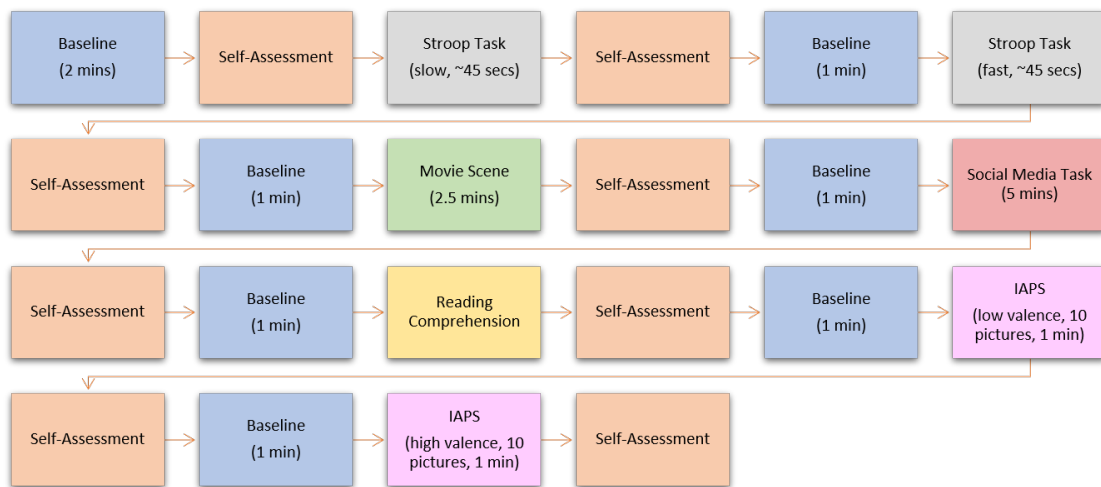 Baseline
(2 mins)
Self-Assessment
Stroop Task
(slow, ~45 secs)
Self-Assessment
Baseline
(1 min)
Stroop Task
(fast, ~45 secs)
Self-Assessment
Baseline
(1 min)
Movie Scene
(2.5 mins)
Self-Assessment
Baseline
(1 min)
Social Media Task
(5 mins)
Self-Assessment
Baseline
(1 min)
Reading
Comprehension
Self-Assessment
Baseline
(1 min)
IAPS
(low valence, 10
pictures, 1 min)
Self-Assessment
Baseline
(1 min)
IAPS
(high valence, 10
pictures, 1 min)
Self-Assessment